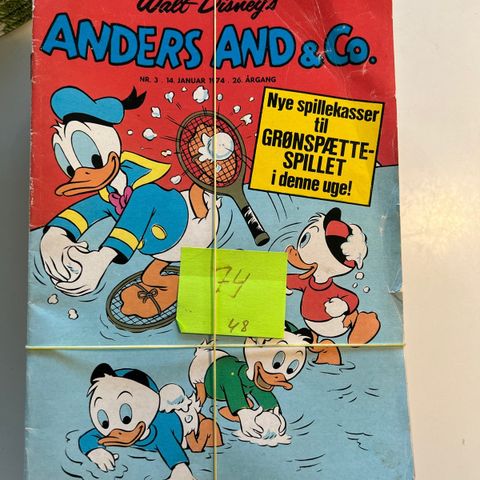 Walt Disney's
ANDERS AND & Co.
NR. 3 . 14. JANUAR 1974 . 26. ÅRGANG
Nye spillekasser
til
GRØNSPÆTTE-
SPILLET
i denne uge!
74
48